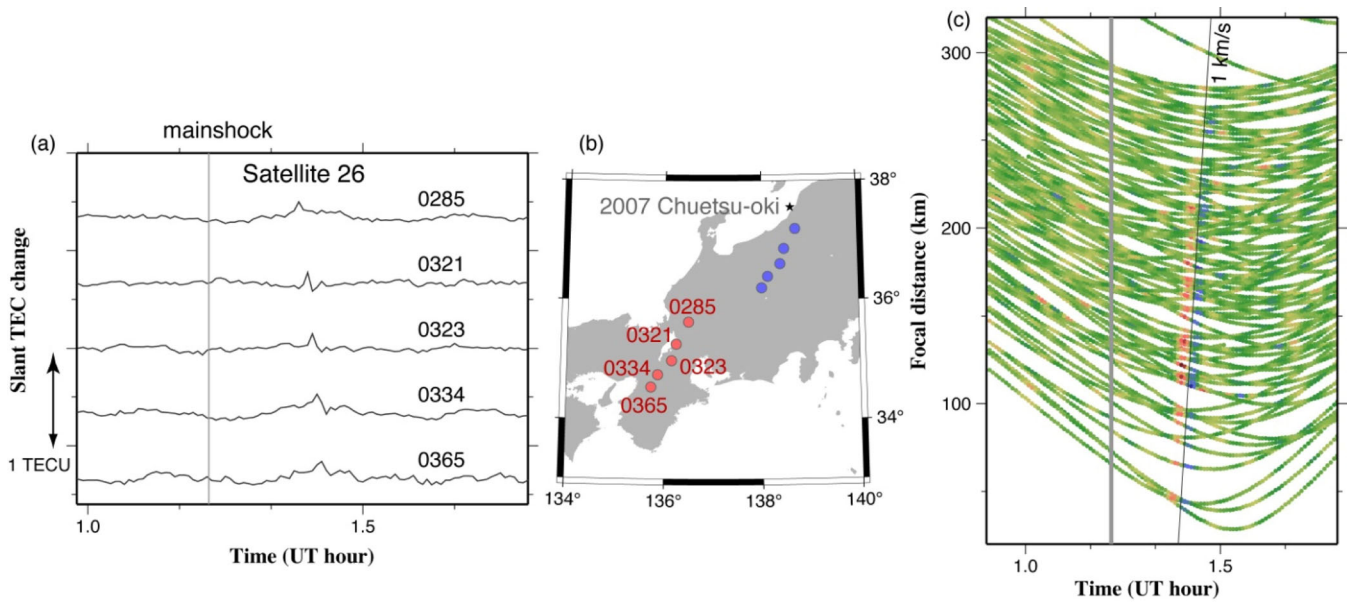 (a)
mainshock
Satellite 26
0285
0321
0323
0334
0365
Slant TEC change
1 TECU
1.0
1.5
Time (UT hour)
(b)
2007 Chuetsu-oki
0285
0321
0323
0334
0365
38°
36°
34°
134°
136°
138°
140°
(c)
1 km/s
300
200
100
Focal distance (km)
1.0
1.5
Time (UT hour)